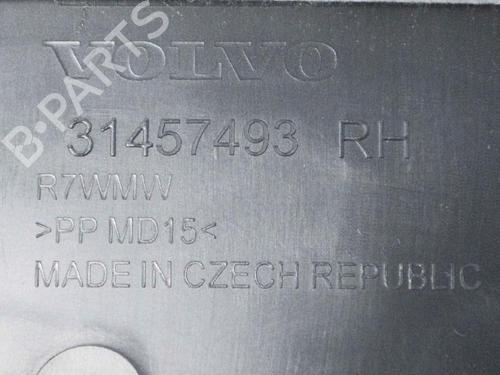 VOLVO
31457493 RH
R7WMW
>PP MD15<
MADE IN CZECH REPUBLIC
B-PARTS